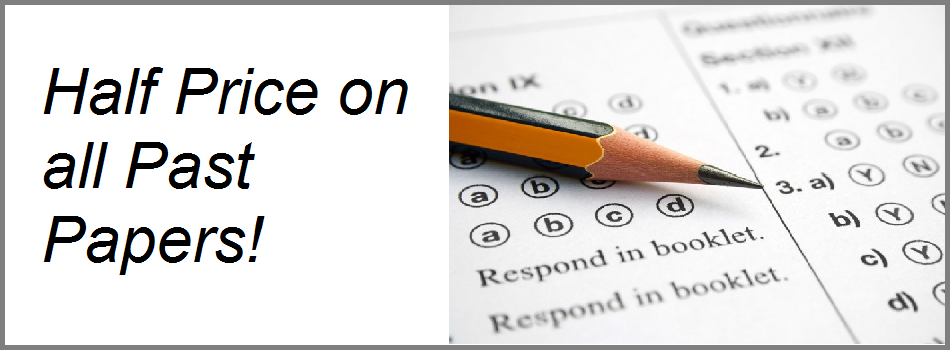 Half Price on
all Past
Papers!
Questionnaire
ion IX
Section XII
c d
1. a) Y N
b) a b c
d
2. a b
a b
3. a) Y N
a b c d
b) Y
c) Y
d)
Respond in booklet.
Respond in booklet.